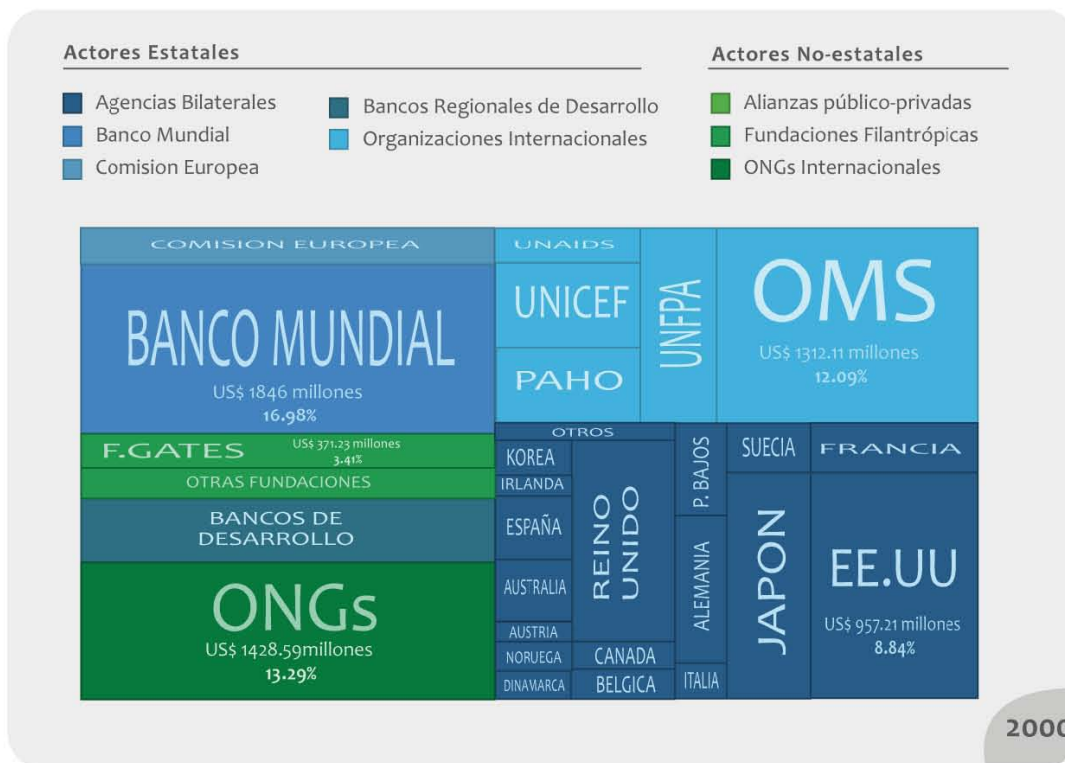 Actores Estatales
Agencias Bilaterales
Banco Mundial
Comision Europea
Bancos Regionales de Desarrollo
Organizaciones Internacionales
Actores No-estatales
Alianzas público-privadas
Fundaciones Filantrópicas
ONGs Internacionales
COMISION EUROPEA
BANCO MUNDIAL
US$ 1846 millones
16.98%
F.GATES
US$ 371.23 millones
3.41%
OTRAS FUNDACIONES
BANCOS DE
DESARROLLO
ONGs
US$ 1428.59millones
13.29%
UNAIDS
UNICEF
PAHO
UNFPA
OMS
US$ 1312.11 millones
12.09%
OTROS
KOREA
IRLANDA
ESPAÑA
AUSTRALIA
AUSTRIA
NORUEGA
DINAMARCA
REINO
UNIDO
CANADA
BELGICA
P. BAJOS
ALEMANIA
ITALIA
SUECIA
JAPON
FRANCIA
EE.UU
US$ 957.21 millones
8.84%
2000